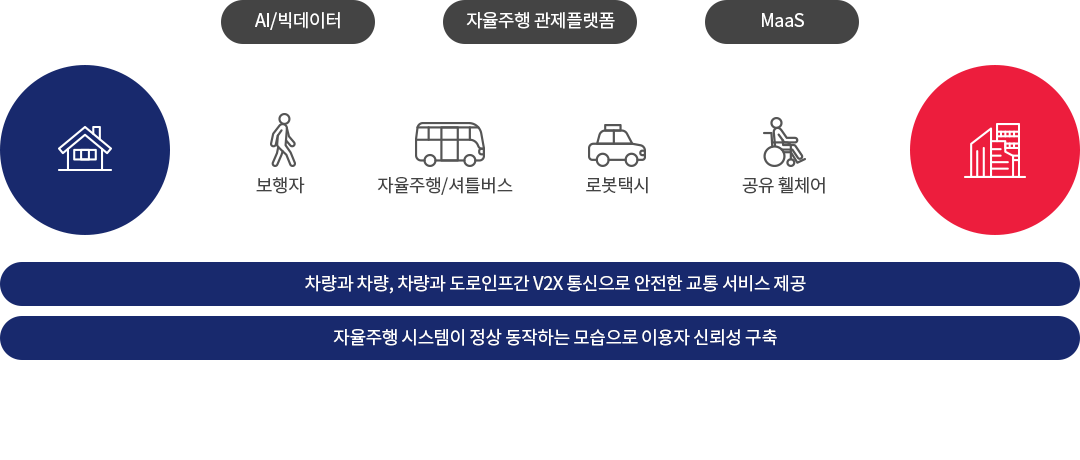 AI/빅데이터
자율주행 관제플랫폼
MaaS
보행자
자율주행/셔틀버스
로봇택시
공유 휄체어
차량과 차량, 차량과 도로인프간 V2X 통신으로 안전한 교통 서비스 제공
자율주행 시스템이 정상 동작하는 모습으로 이용자 신뢰성 구축